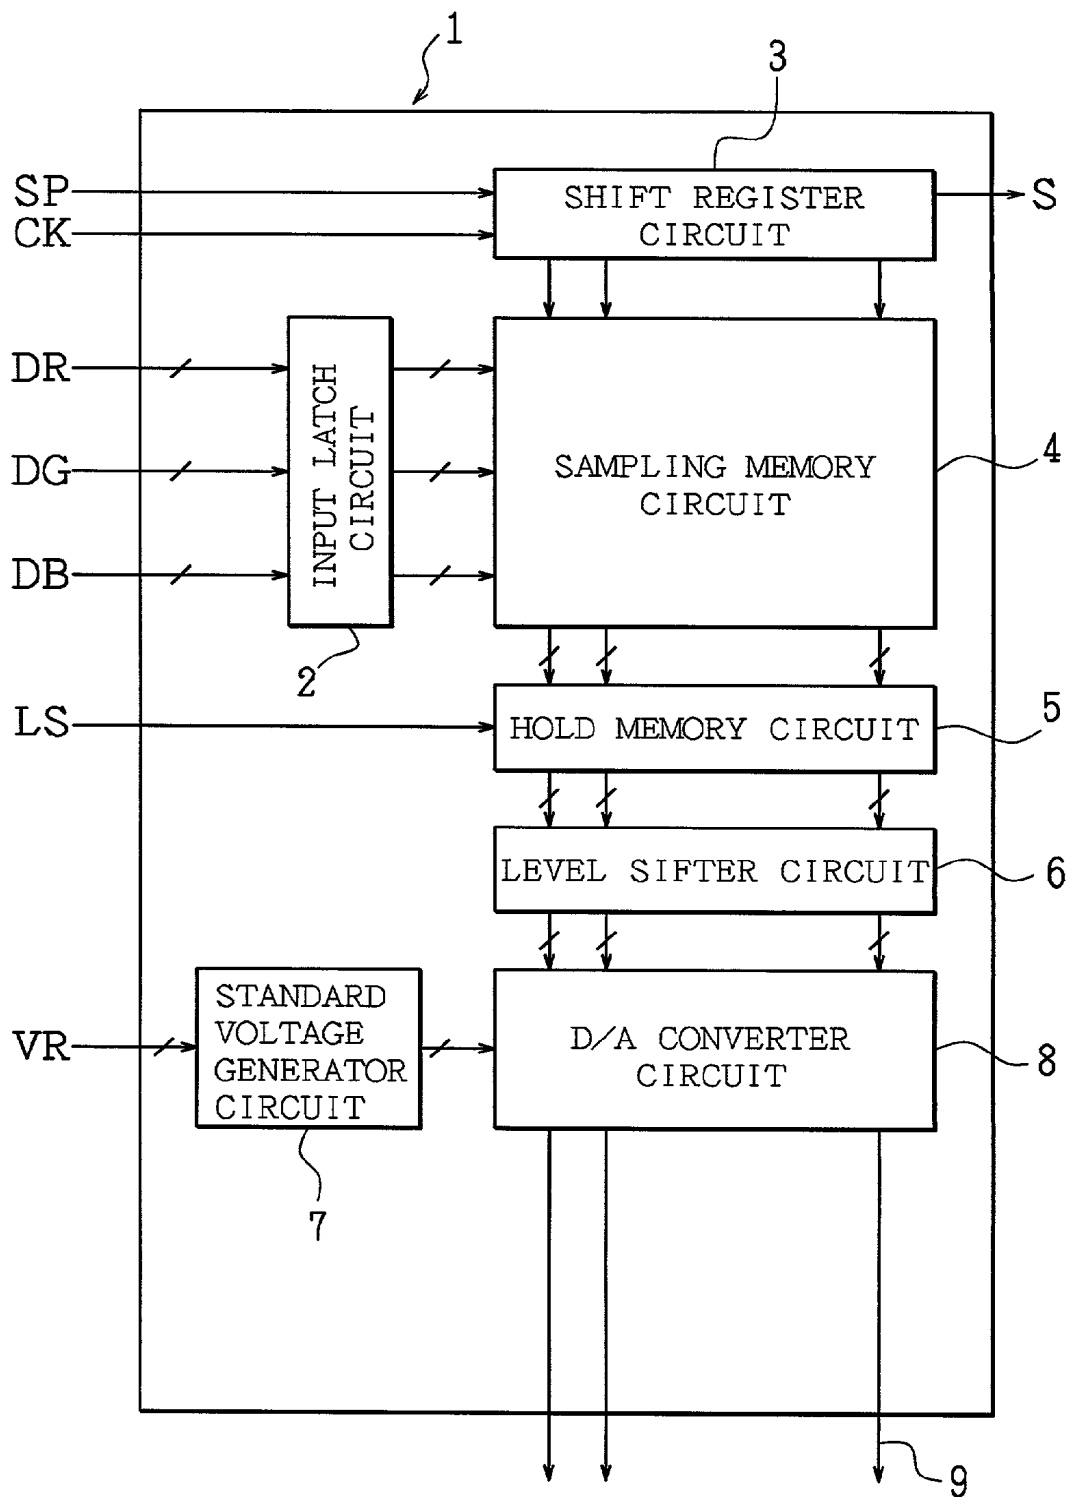 1
3
SP
SHIFT REGISTER
CIRCUIT
S
CK
DR
DG
DB
INPUT LATCH
CIRCUIT
2
SAMPLING MEMORY
CIRCUIT
4
LS
HOLD MEMORY CIRCUIT
5
LEVEL SIFTER CIRCUIT
6
VR
STANDARD
VOLTAGE
GENERATOR
CIRCUIT
7
D/A CONVERTER
CIRCUIT
8
9